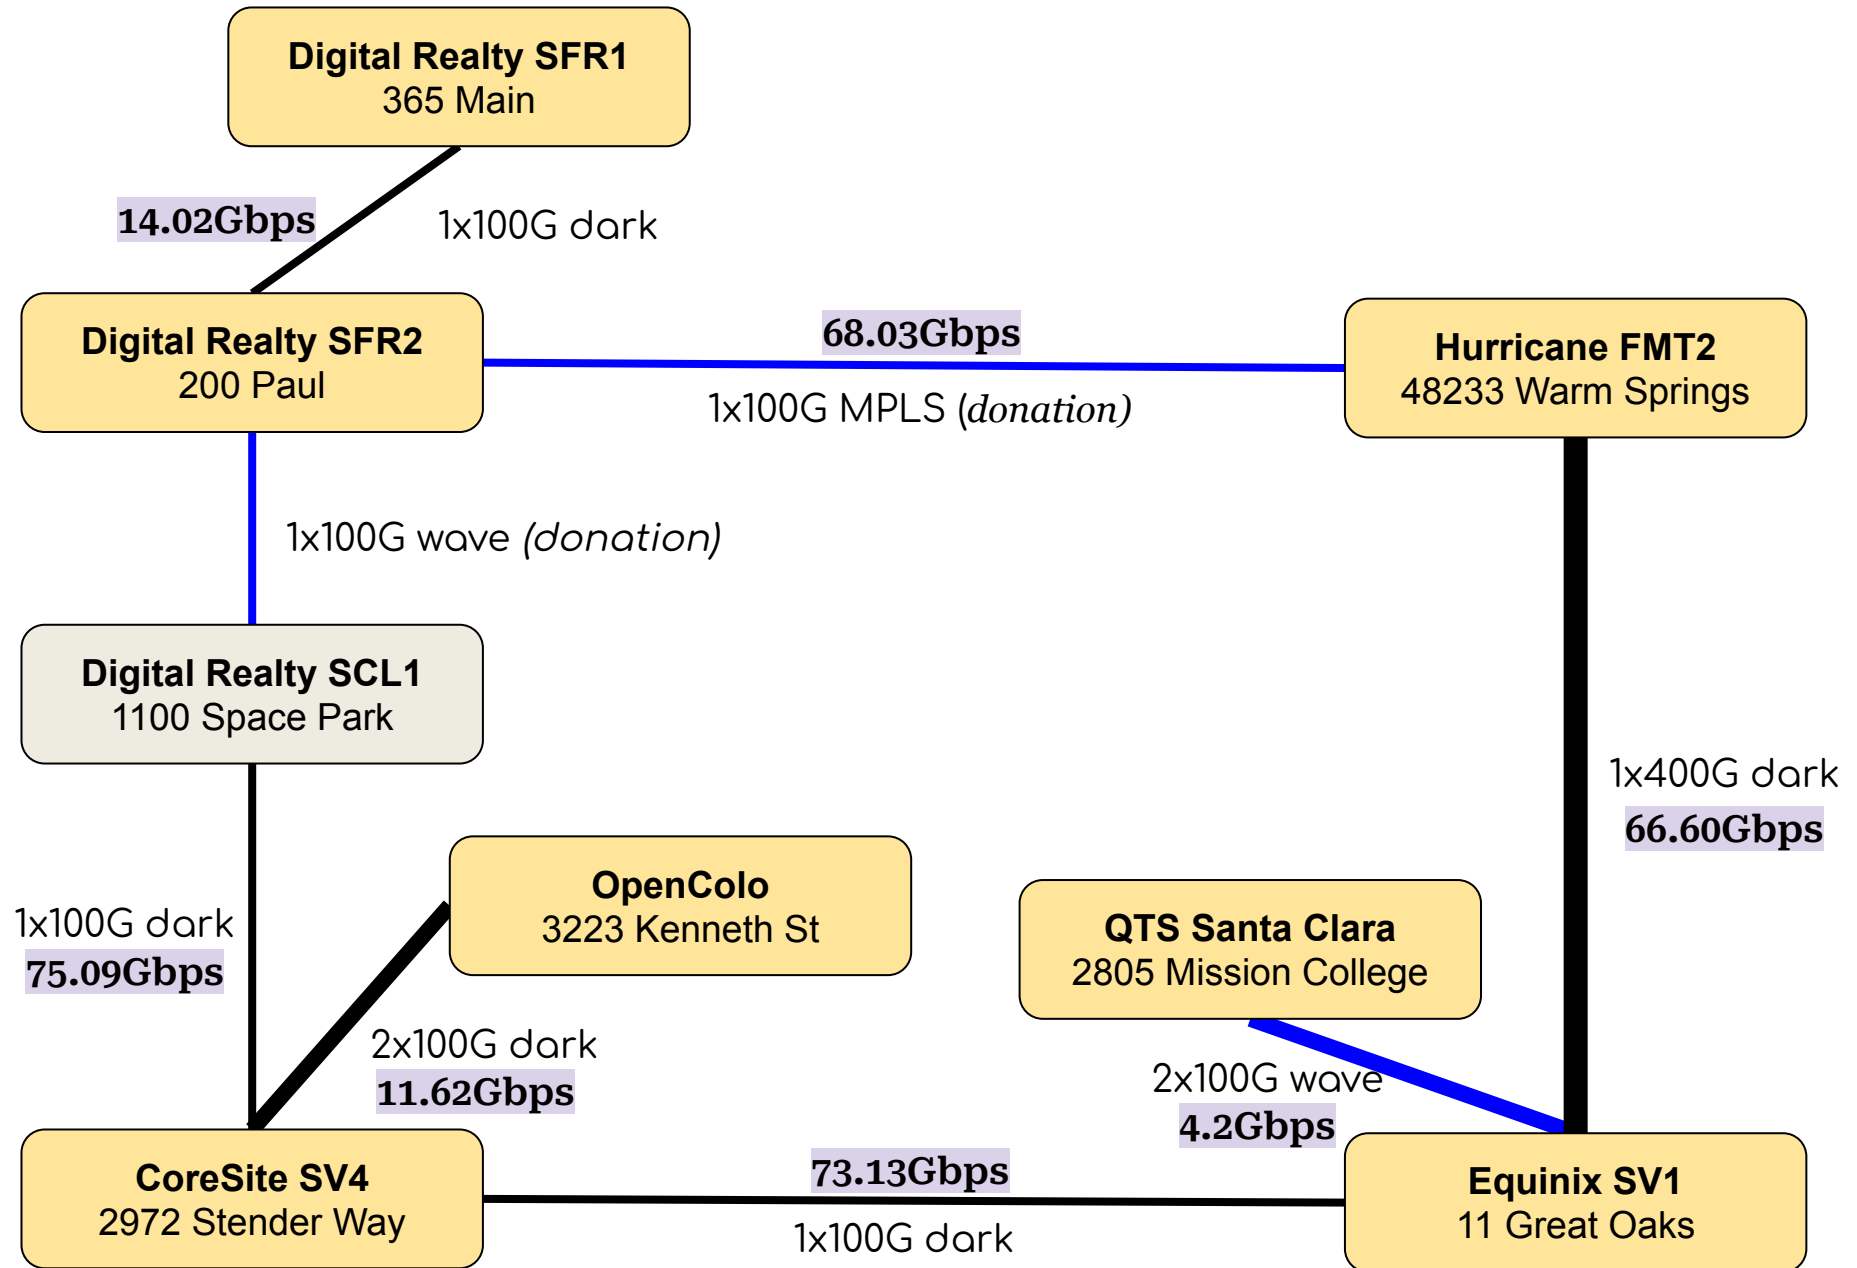 Digital Realty SFR1
365 Main
14.02Gbps
1x100G dark
Digital Realty SFR2
200 Paul
68.03Gbps
1x100G MPLS (donation)
Hurricane FMT2
48233 Warm Springs
1x100G wave (donation)
Digital Realty SCL1
1100 Space Park
1x400G dark
66.60Gbps
OpenColo
3223 Kenneth St
QTS Santa Clara
2805 Mission College
1x100G dark
75.09Gbps
2x100G dark
11.62Gbps
2x100G wave
4.2Gbps
CoreSite SV4
2972 Stender Way
73.13Gbps
1x100G dark
Equinix SV1
11 Great Oaks